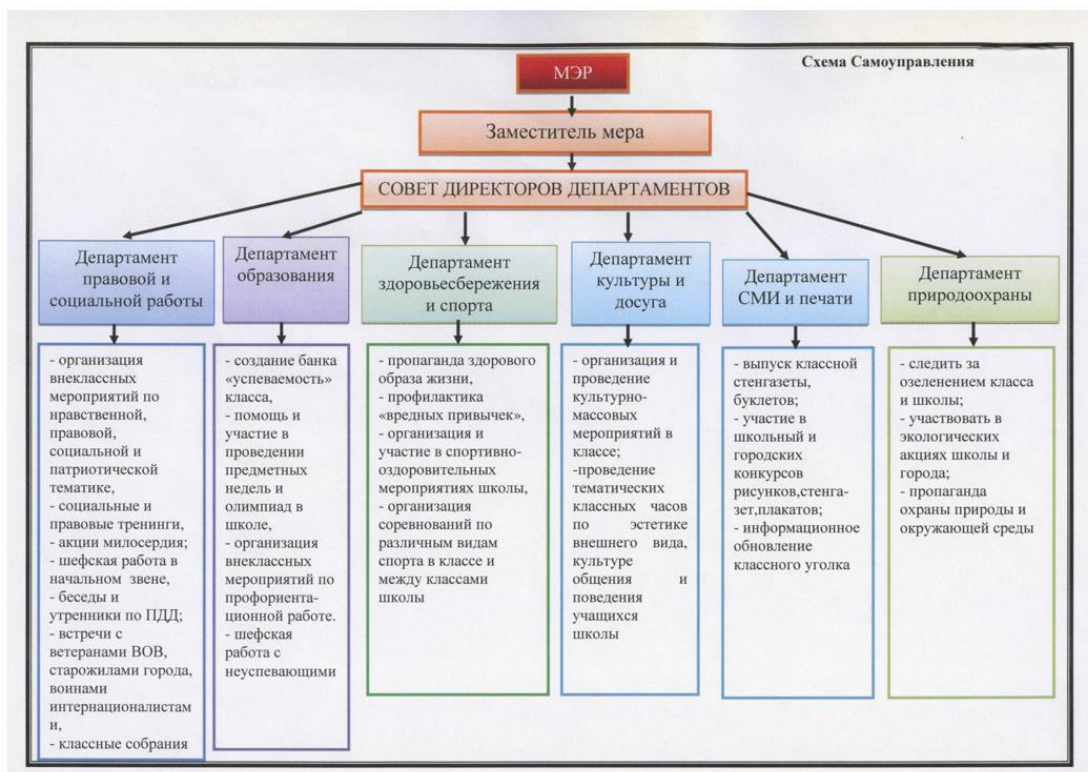 Схема Самоуправления
МЭР
Заместитель мера
СОВЕТ ДИРЕКТОРОВ ДЕПАРТАМЕНТОВ
Департамент
правовой и
социальной работы
Департамент
образования
Департамент
здоровьесбережения
и спорта
Департамент
культуры и
досуга
Департамент
СМИ и печати
Департамент
природоохраны
- организация
внеклассных
мероприятий по
нравственной,
правовой,
социальной и
патриотической
тематике,
- социальные и
правовые тренинги,
- акции милосердия;
- шефская работа в
начальном звене,
- беседы и
утренники по ПДД;
- встречи с
ветеранами ВОВ,
старожилами города,
воинами
интернационалистам
и,
- классные собрания
- создание банка
«успеваемость»
класса,
- помощь и
участие в
проведении
предметных
недель и
олимпиад в
школе,
- организация
внеклассных
мероприятий по
профориента-
ционной работе.
- шефская
работа с
неуспевающими
- пропаганда здорового
образа жизни,
- профилактика
«вредных привычек»,
- организация и
участие в спортивно-
оздоровительных
мероприятиях школы,
- организация
соревнований по
различным видам
спорта в классе и
между классами
школы
- организация и
проведение
культурно-
массовых
мероприятий в
классе;
-проведение
тематических
классных часов
по эстетике
внешнего вида,
культуре
общения и
поведения
учащихся
школы
- выпуск классной
стенгазеты,
буклетов;
- участие в
школьный и
городских
конкурсов
рисунков,стенга-
зет,плакатов;
- информационное
обновление
классного уголка
- следить за
озеленением класса
и школы;
- участвовать в
экологических
акциях школы и
города;
- пропаганда
охраны природы и
окружающей среды